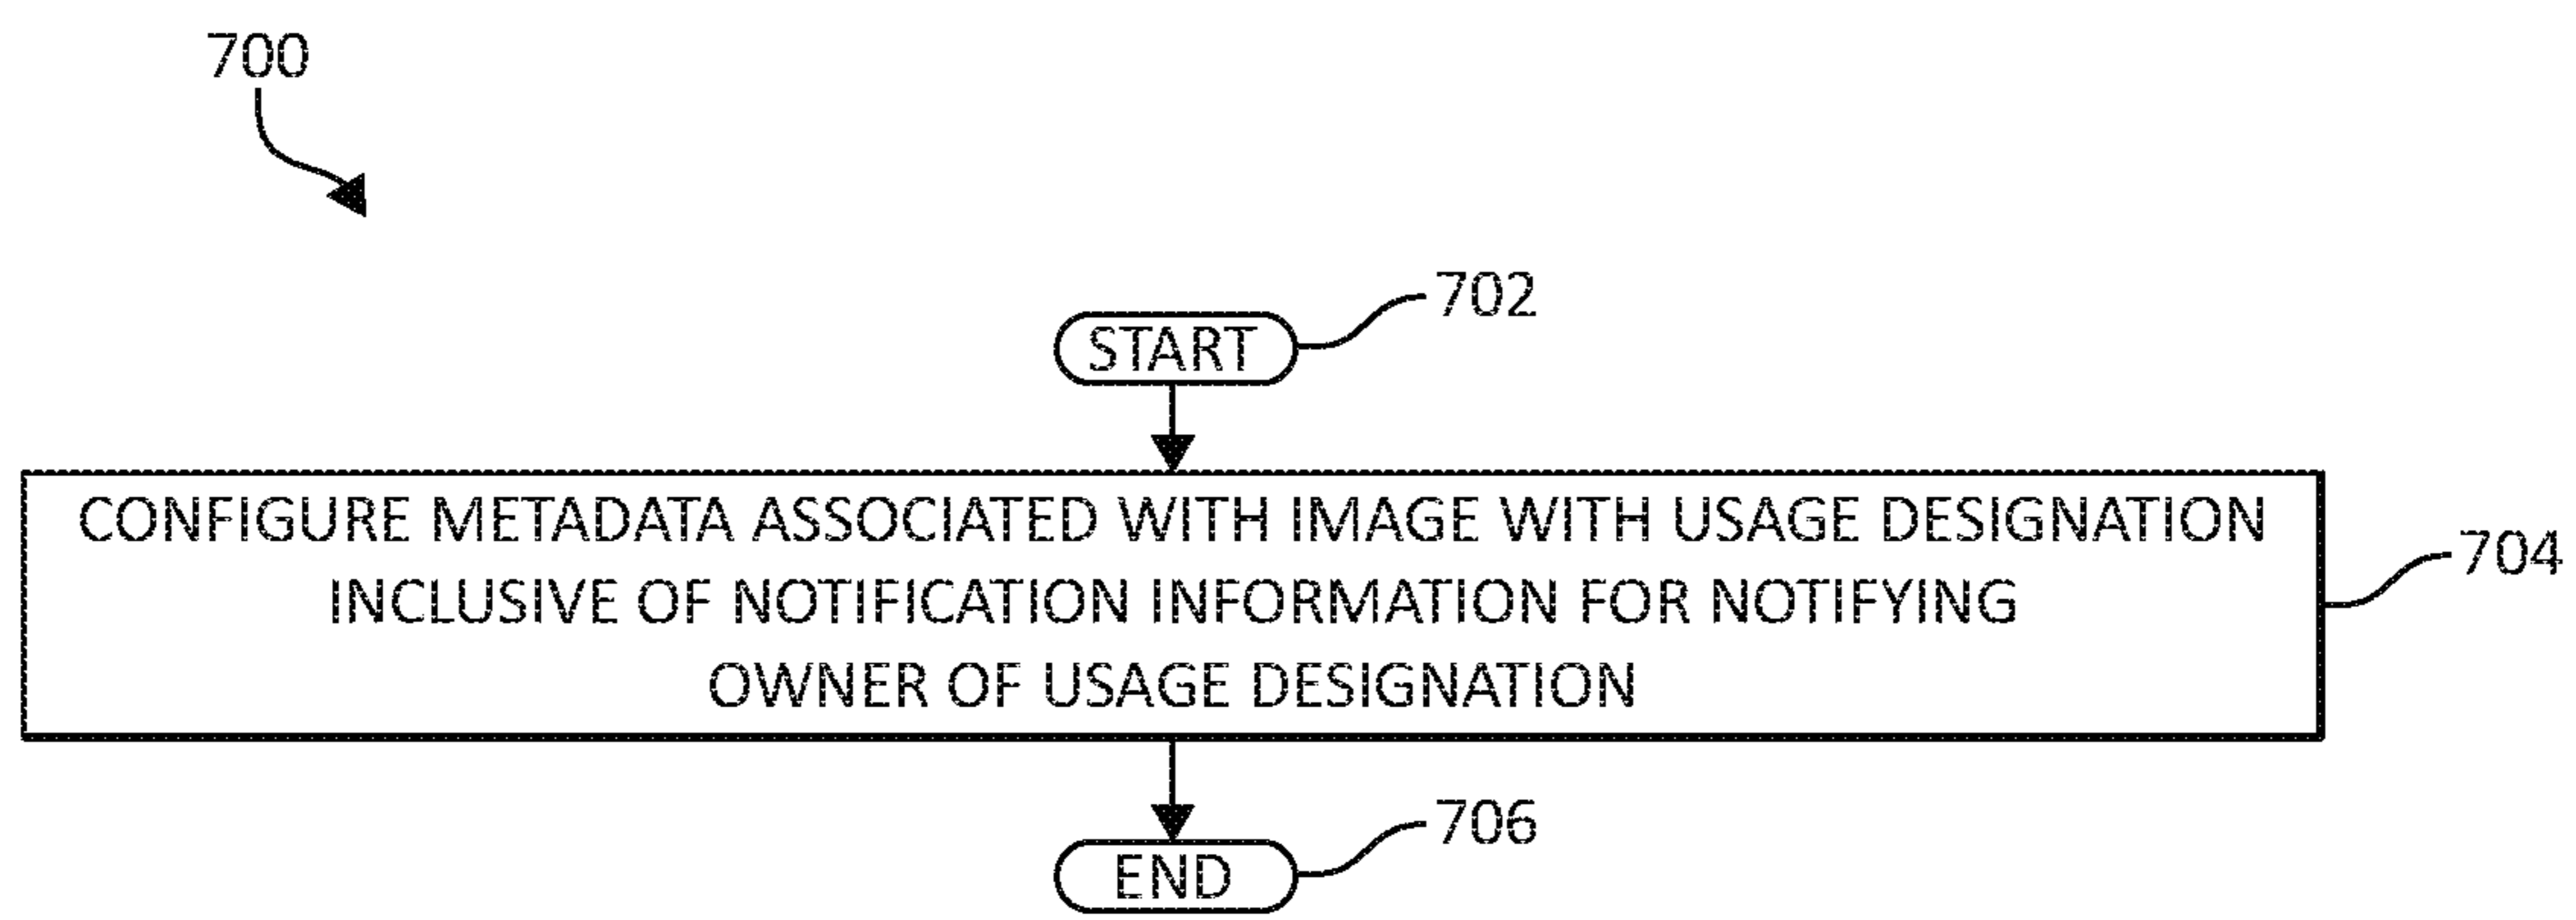 700
702
START
CONFIGURE METADATA ASSOCIATED WITH IMAGE WITH USAGE DESIGNATION
INCLUSIVE OF NOTIFICATION INFORMATION FOR NOTIFYING
OWNER OF USAGE DESIGNATION
704
706
END